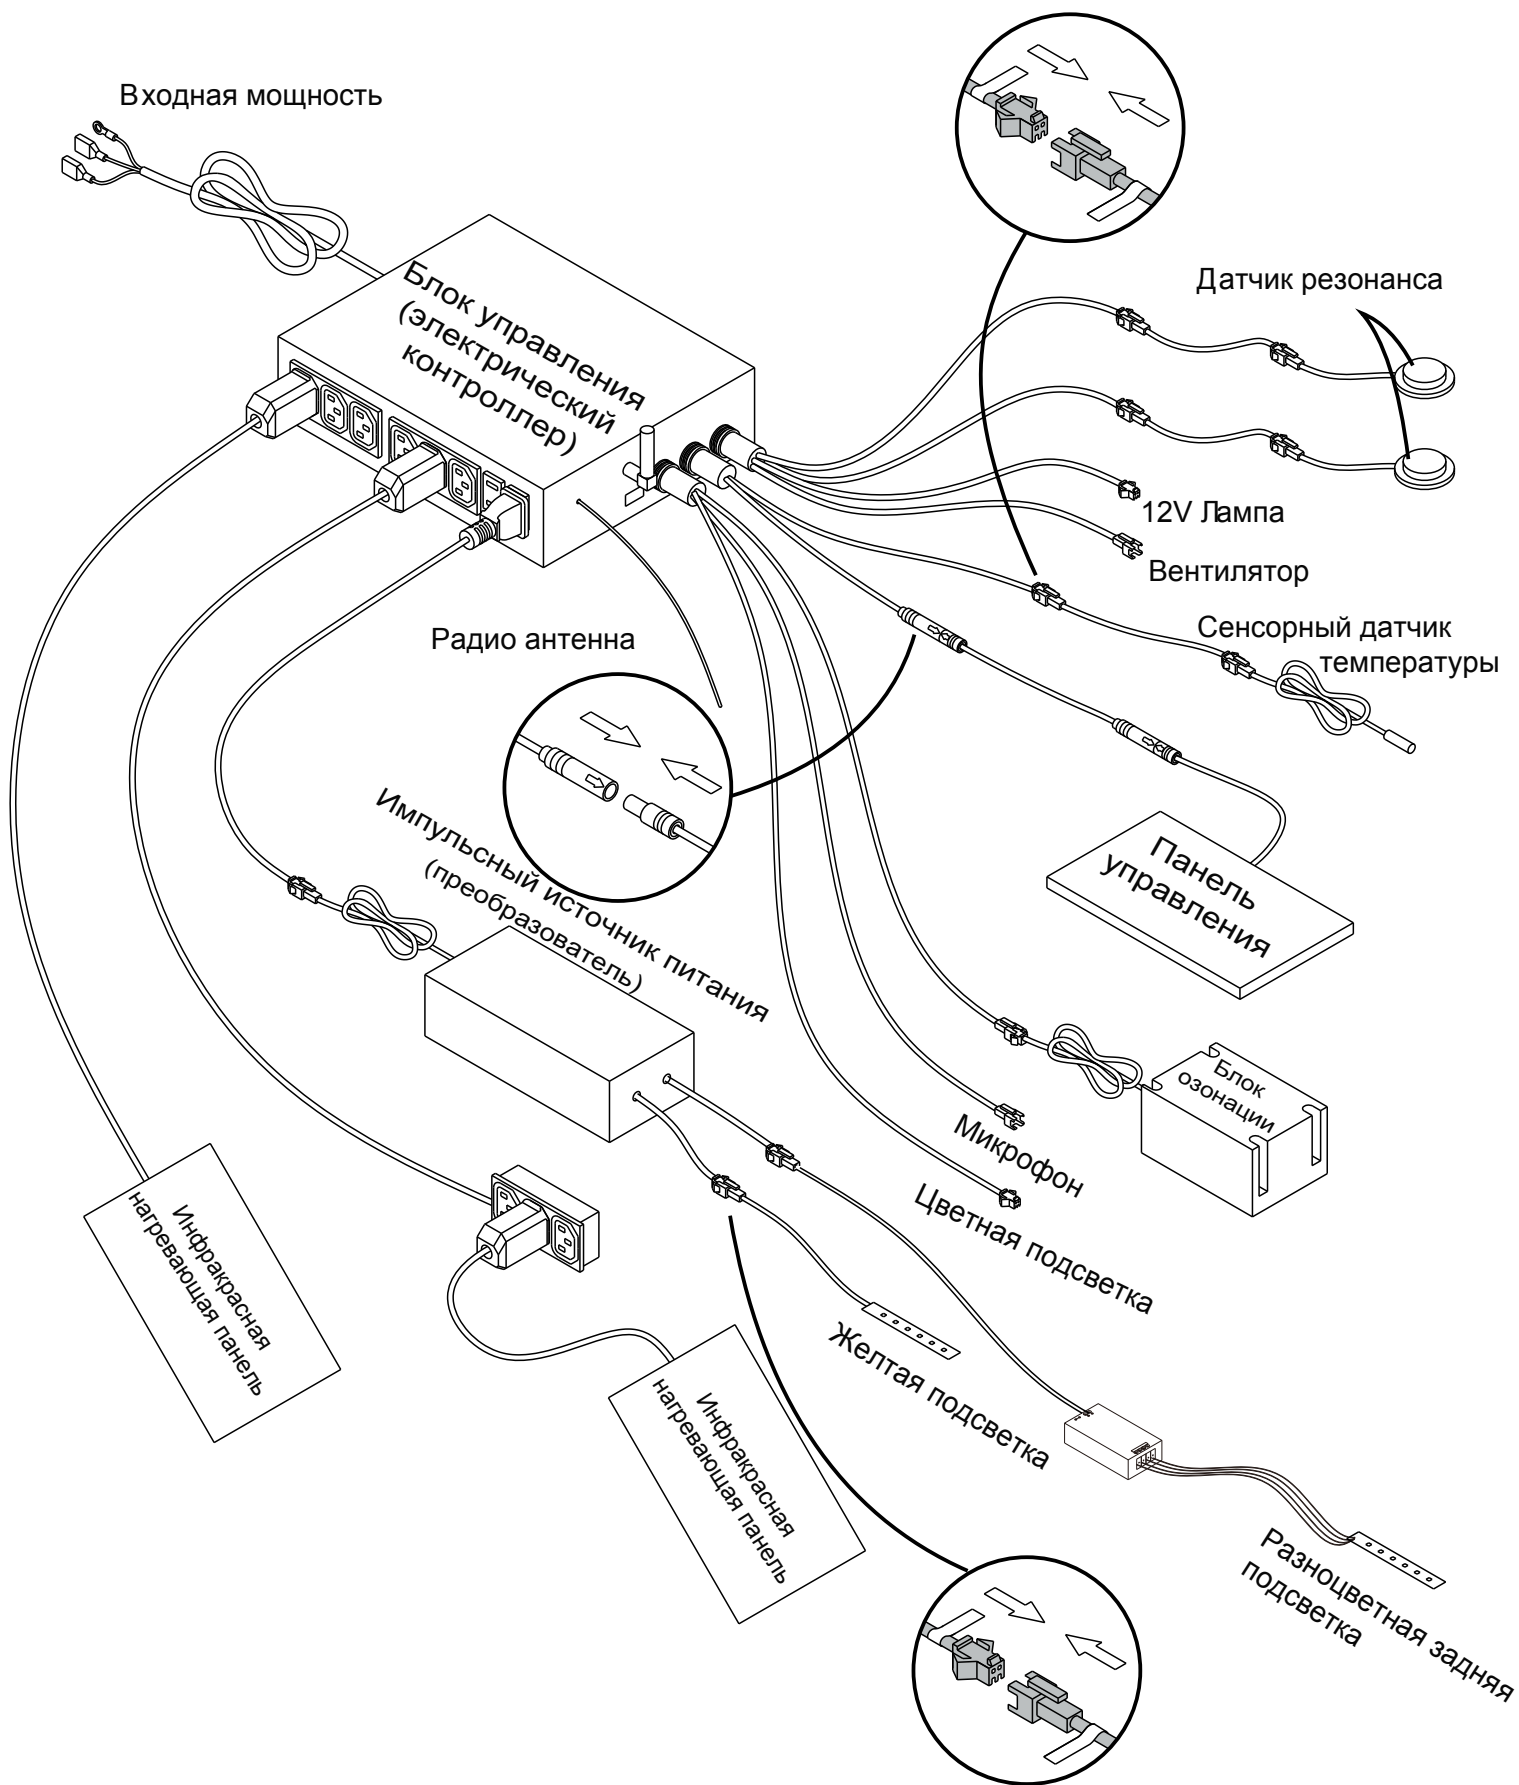 Входная мощность
Блок управления
(электрический
контроллер)
Датчик резонанса
12V Лампа
Вентилятор
Сенсорный датчик
температуры
Радио антенна
Импульсный источник питания
(преобразователь)
Панель
управления
Блок
озонации
Микрофон
Цветная подсветка
Желтая подсветка
Инфракрасная
нагревающая панель
Инфракрасная
нагревающая панель
Разноцветная задняя
подсветка